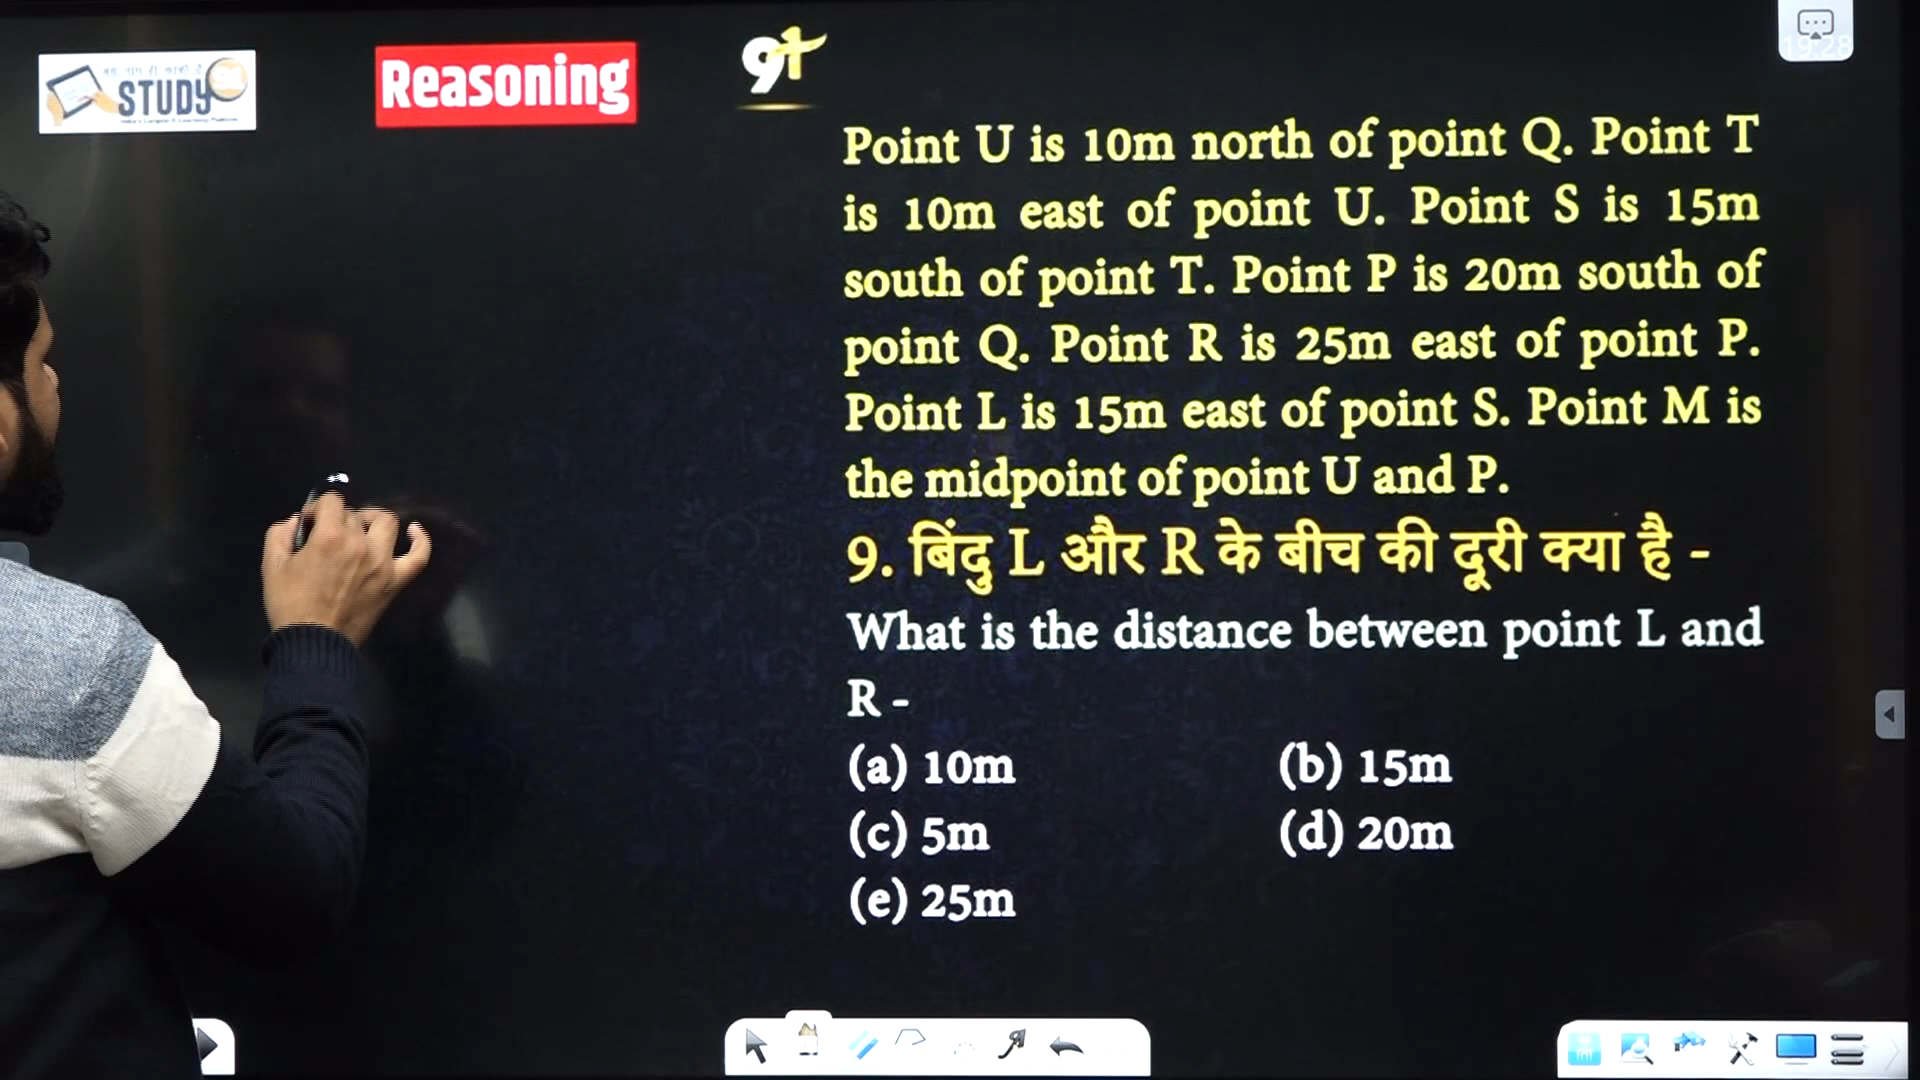 STUDY
Reasoning
91
19:28
Point U is 10m north of point Q. Point T
is 10m east of point U. Point S is 15m
south of point T. Point P is 20m south of
point Q. Point R is 25m east of point P.
Point L is 15m east of point S. Point M is
the midpoint of point U and P.
9. बिंदु L और R के बीच की दूरी क्या है -
What is the distance between point L and
R -
(a) 10m (b) 15m
(c) 5m (d) 20m
(e) 25m